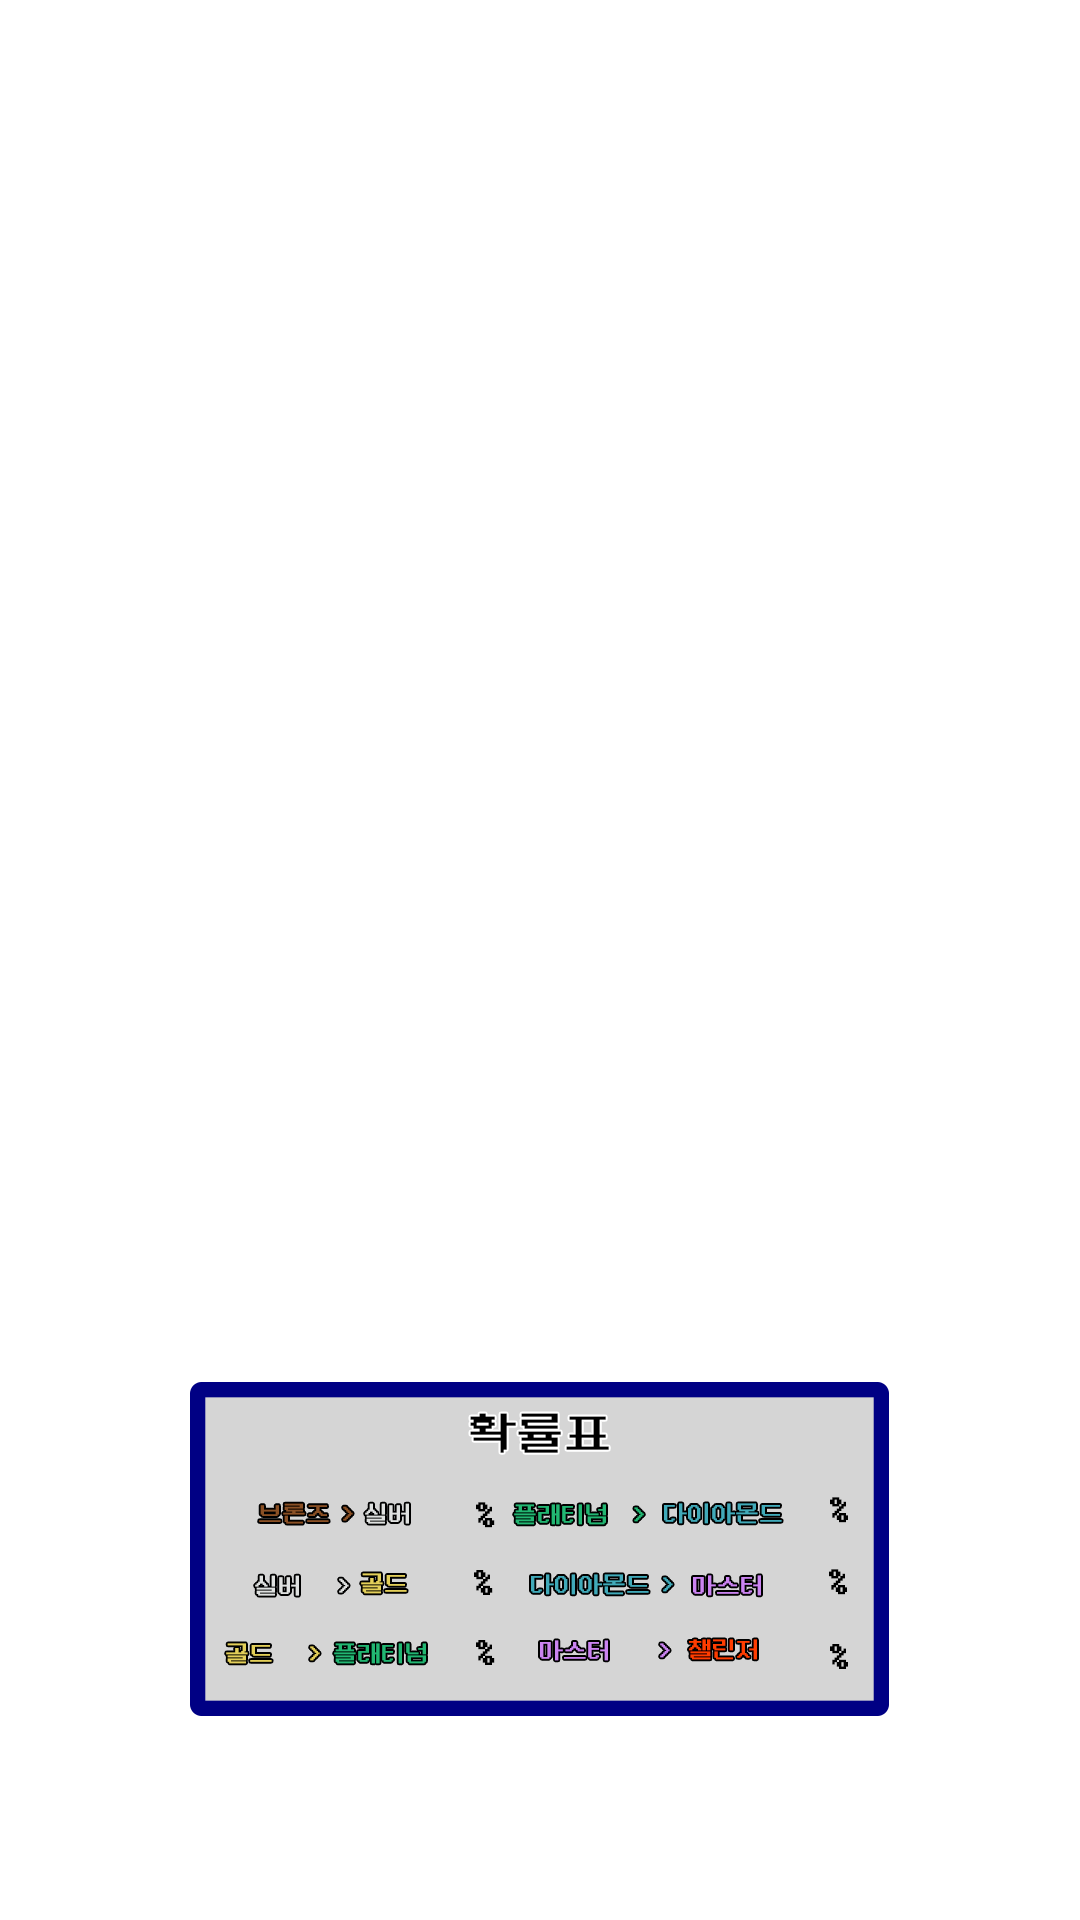 확률표
브론즈 > 실버 % 플래티넘 > 다이아몬드 %
실버 > 골드 % 다이아몬드 > 마스터 %
골드 > 플래티넘 % 마스터 > 챌린저 %